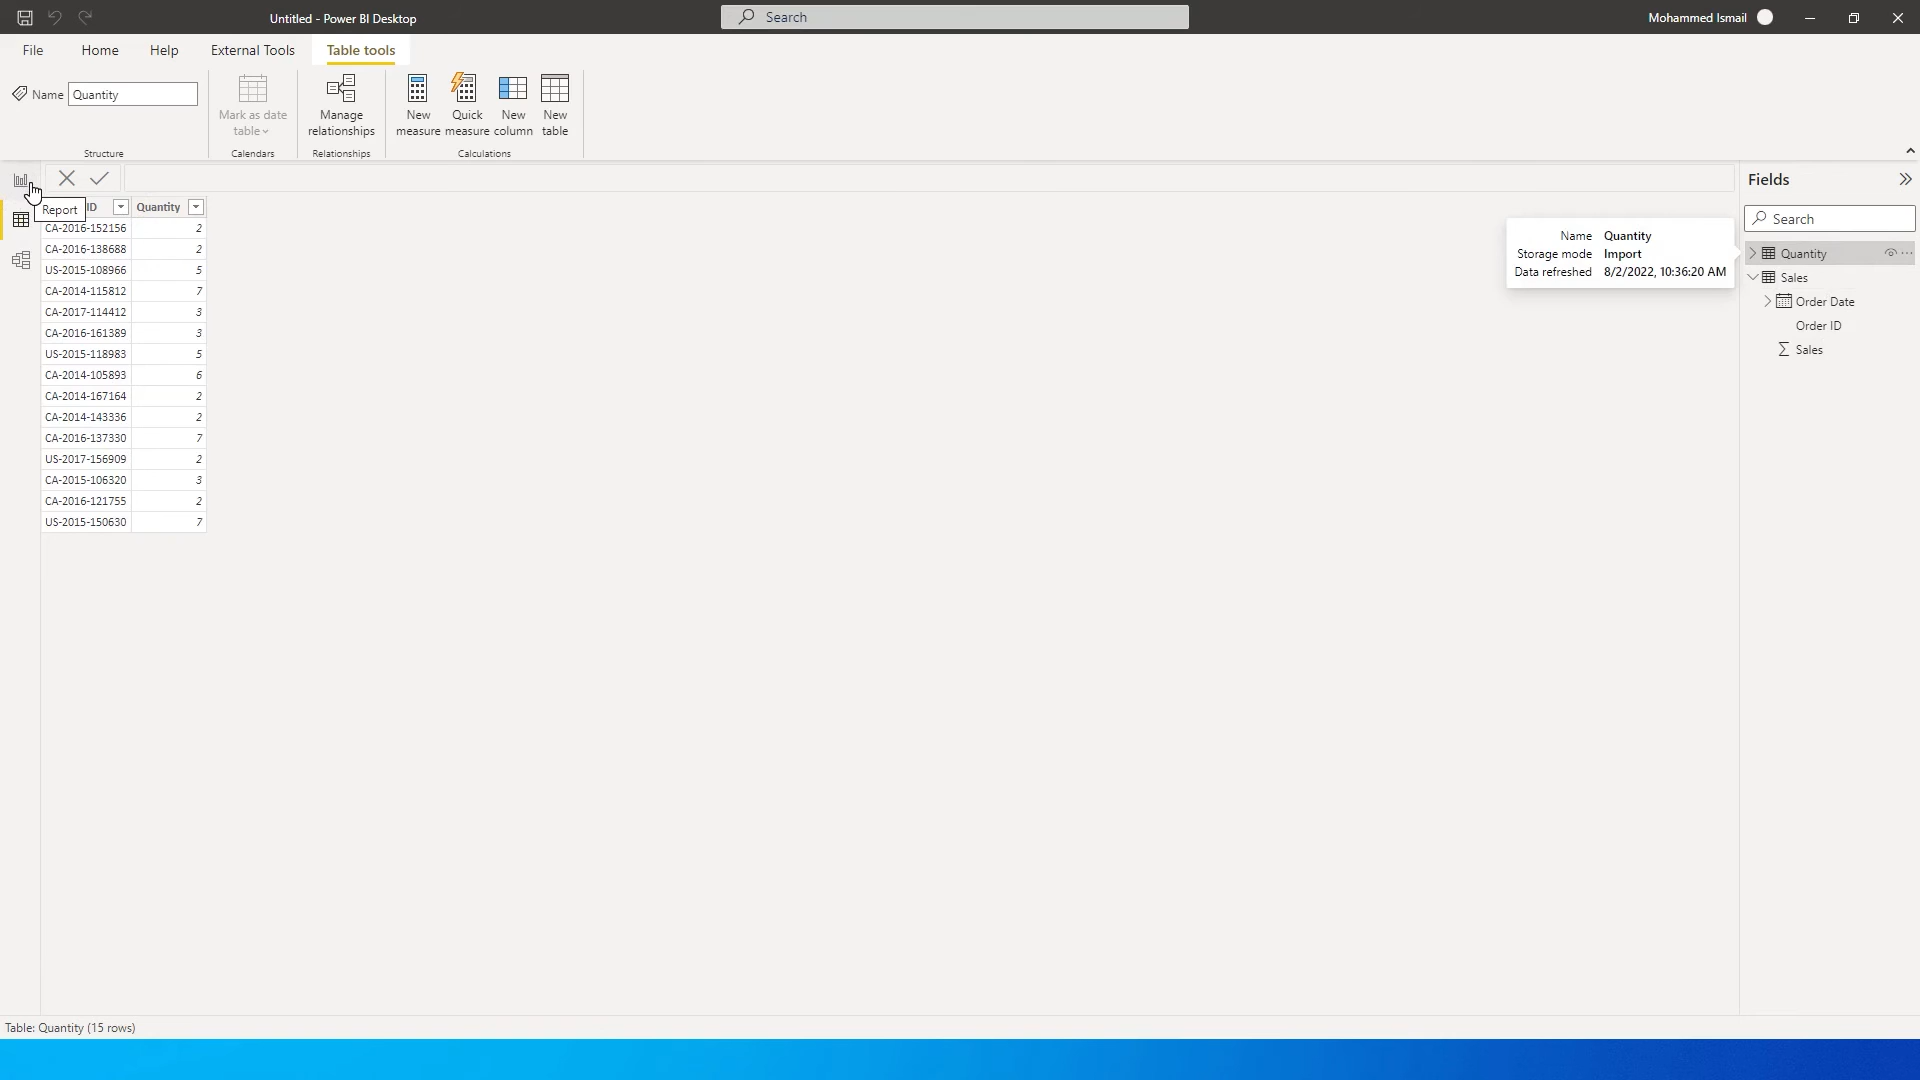 Untitled - Power BI Desktop
Search
Mohammed Ismail
File
Home
Help
External Tools
Table tools
Name
Quantity
Mark as date
table
Manage
relationships
New
measure
Quick
measure
New
column
New
table
Structure
Calendars
Relationships
Calculations
Report
ID
Quantity
CA-2016-152156 2
CA-2016-138688 2
US-2015-108966 5
CA-2014-115812 7
CA-2017-114412 3
CA-2016-161389 3
US-2015-118983 5
CA-2014-105893 6
CA-2014-167164 2
CA-2014-143336 2
CA-2016-137330 7
US-2017-156909 2
CA-2015-106320 3
CA-2016-121755 2
US-2015-150630 7
Name Quantity
Storage mode Import
Data refreshed 8/2/2022, 10:36:20 AM
Fields
Search
Quantity
Sales
Order Date
Order ID
Sales
Table: Quantity (15 rows)